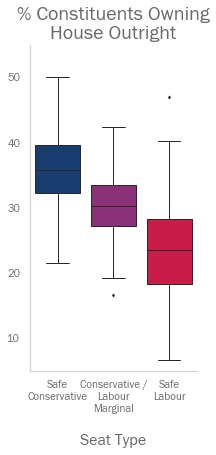 % Constituents Owning
House Outright
50
40
30
20
10
Safe
Conservative
Conservative /
Labour
Marginal
Safe
Labour
Seat Type